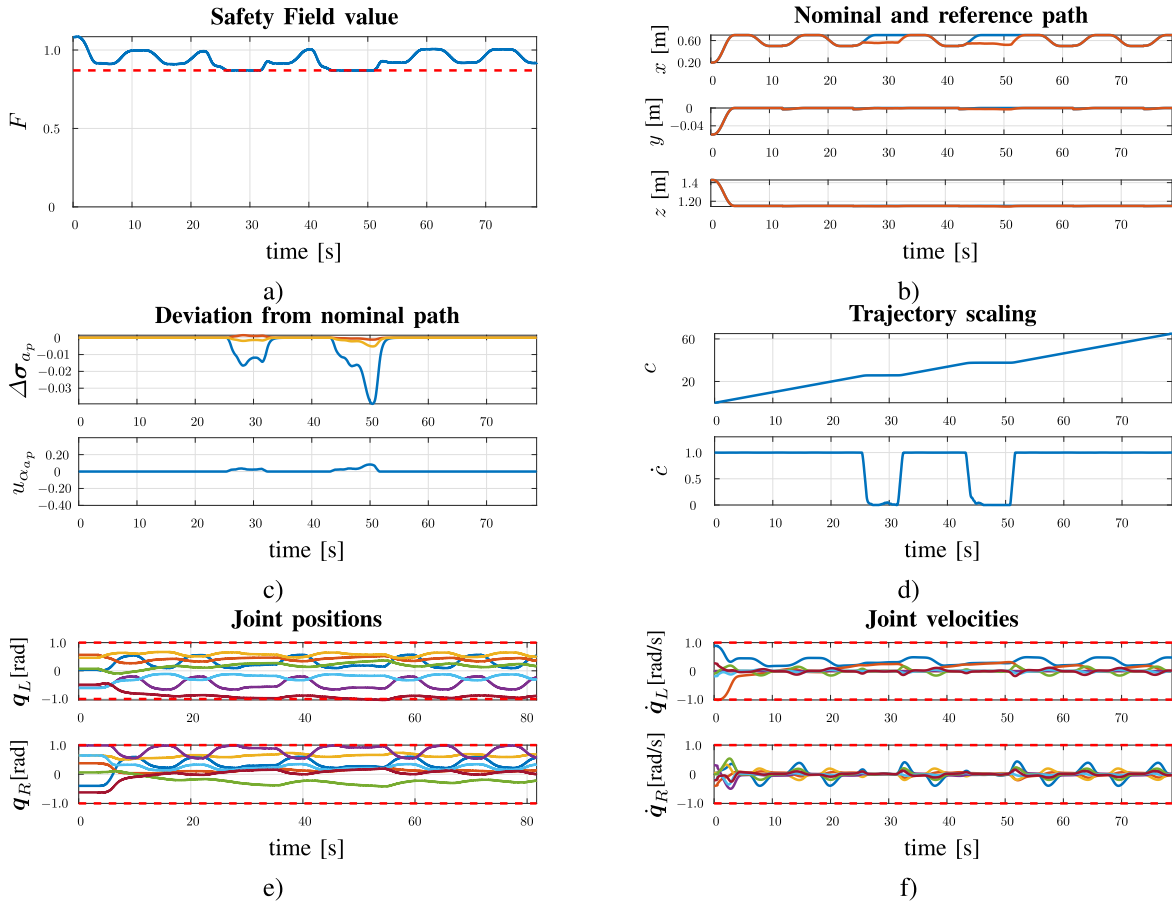 Safety Field value
1.0
0.5
0
F
0 10 20 30 40 50 60 70
time [s]
a)
Nominal and reference path
0.60
0.20
x [m]
0 10 20 30 40 50 60 70
0
−0.04
y [m]
0 10 20 30 40 50 60 70
1.4
1.20
z [m]
0 10 20 30 40 50 60 70
time [s]
b)
Deviation from nominal path
0
−0.01
−0.03
Δσ_{a_p}
0 10 20 30 40 50 60 70
0.20
0
−0.40
u_{α_{a_p}}
0 10 20 30 40 50 60 70
time [s]
c)
Trajectory scaling
60
20
c
0 10 20 30 40 50 60 70
1.0
0.5
0
ċ
0 10 20 30 40 50 60 70
time [s]
d)
Joint positions
1.0
0
−1.0
q_L [rad]
0 20 40 60 80
1.0
0
−1.0
q_R [rad]
0 20 40 60 80
time [s]
e)
Joint velocities
1.0
0
−1.0
q̇_L [rad/s]
0 10 20 30 40 50 60 70
1.0
0
−1.0
q̇_R [rad/s]
0 10 20 30 40 50 60 70
time [s]
f)